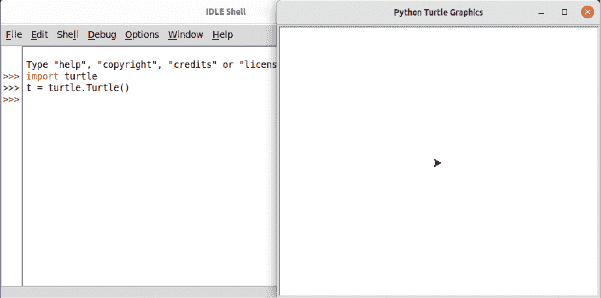 IDLE Shell
File Edit Shell Debug Options Window Help
Type "help", "copyright", "credits" or "licens
>>> import turtle
>>> t = turtle.Turtle()
>>>
Python Turtle Graphics